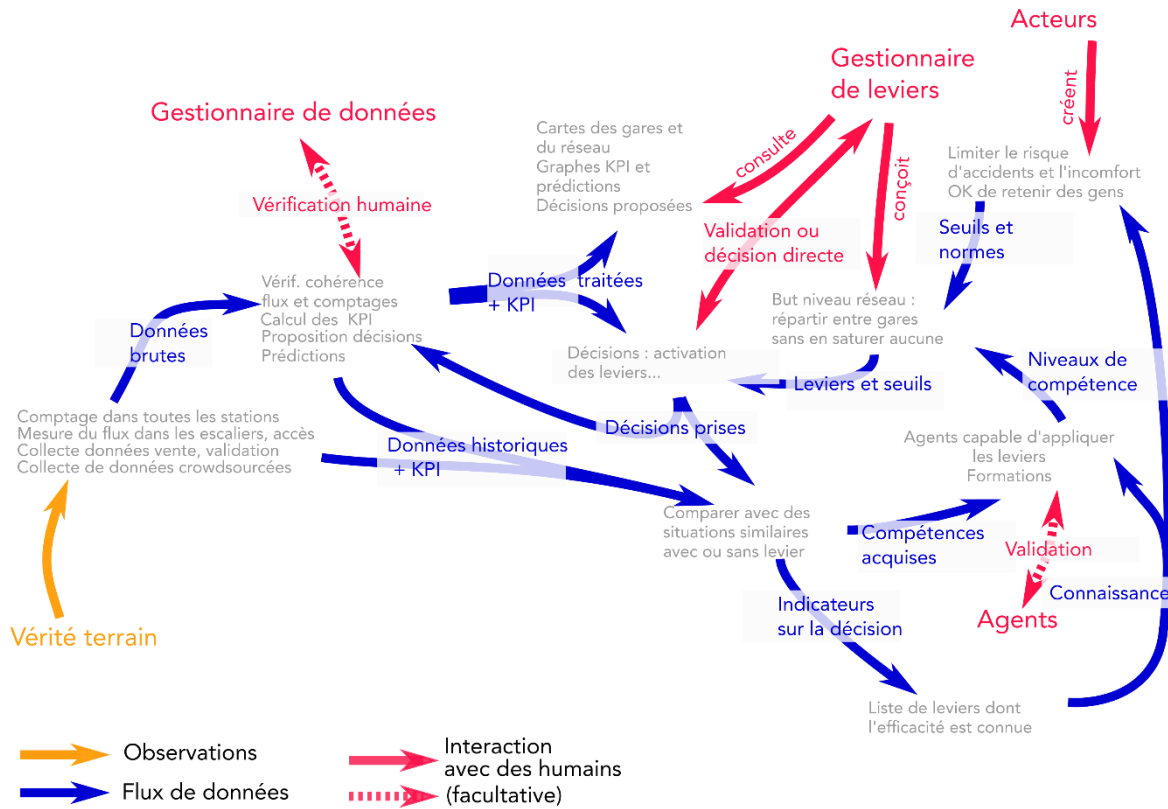 Acteurs
créent
Gestionnaire
de leviers
Gestionnaire de données
consulte
conçoit
Cartes des gares et
du réseau
Graphes KPI et
prédictions
Décisions proposées
Limiter le risque
d'accidents et l'incomfort
OK de retenir des gens
Vérification humaine
Validation ou
décision directe
Seuils et
normes
Vérif. cohérence
flux et comptages
Calcul des KPI
Proposition décisions
Prédictions
Données traitées
+ KPI
But niveau réseau :
répartir entre gares
sans en saturer aucune
Données
brutes
Décisions : activation
des leviers...
Leviers et seuils
Niveaux de
compétence
Comptage dans toutes les stations
Mesure du flux dans les escaliers, accès
Collecte données vente, validation
Collecte de données crowdsourcées
Données historiques
+ KPI
Décisions prises
Agents capable d'appliquer
les leviers
Formations
Comparer avec des
situations similaires
avec ou sans levier
Compétences
acquises
Validation
Connaissance
Agents
Vérité terrain
Indicateurs
sur la décision
Liste de leviers dont
l'efficacité est connue
Observations
Flux de données
Interaction
avec des humains
(facultative)